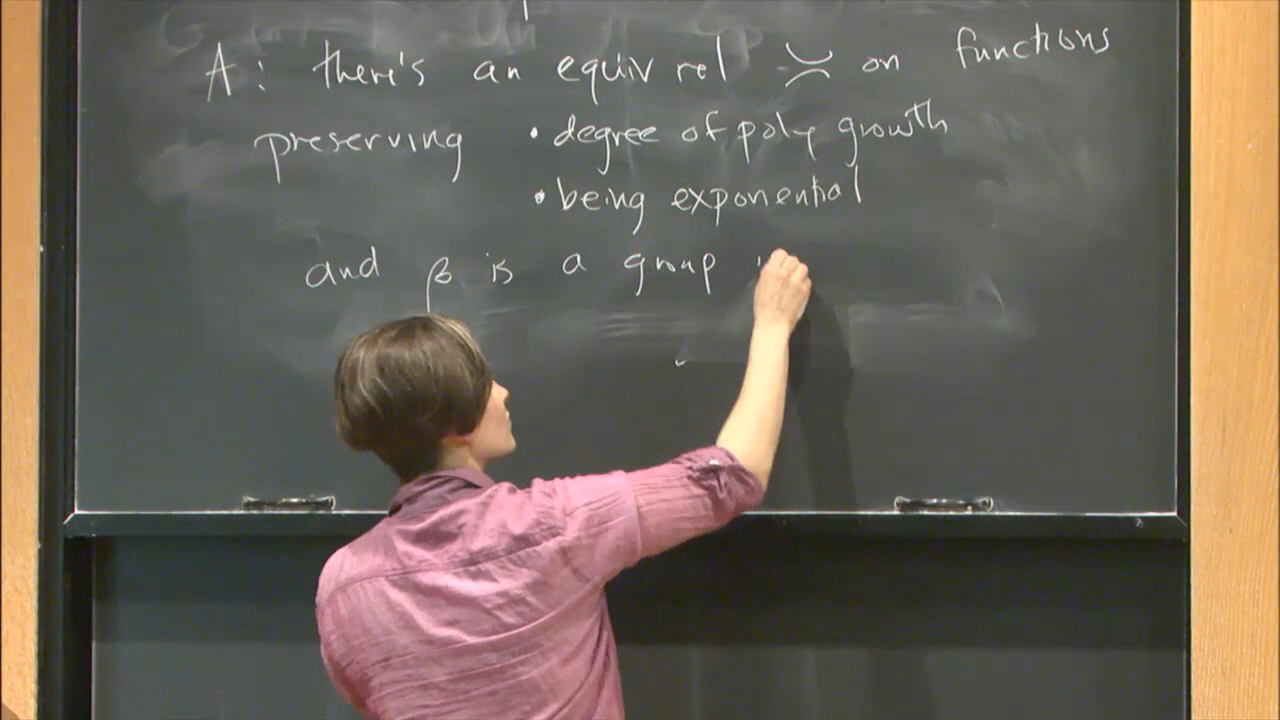 A: there's an equiv rel ≍ on functions
preserving • degree of poly growth
• being exponential
and β is a group